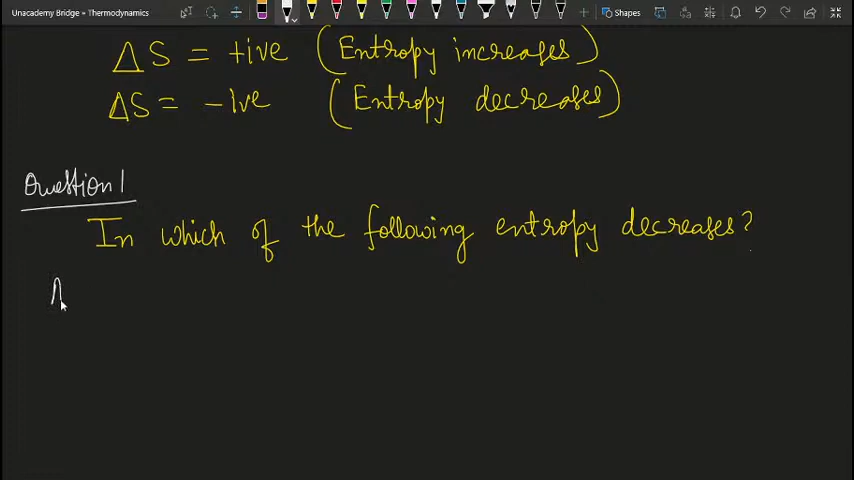 Unacademy Bridge » Thermodynamics
Shapes
ΔS = +ive (Entropy increases)
ΔS = -ive (Entropy decreases)
Question 1
In which of the following entropy decreases?